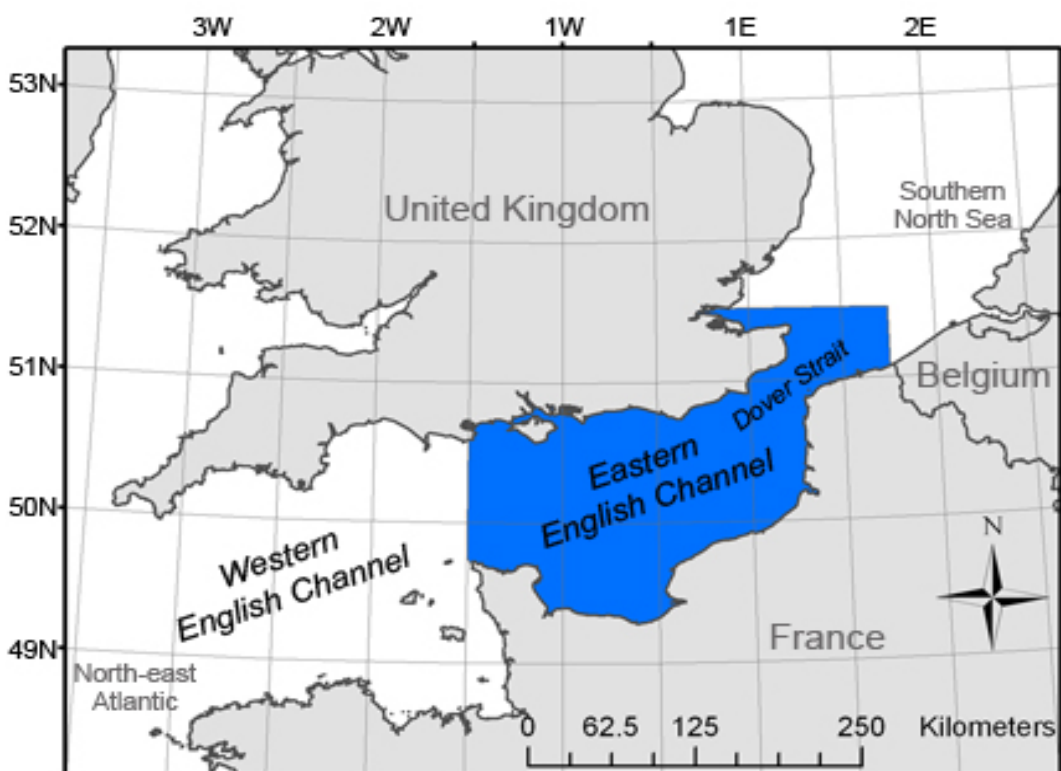 3W 2W 1W 1E 2E
53N
52N
51N
50N
49N
United Kingdom
Southern
North Sea
Belgium
Dover Strait
Eastern
English Channel
Western
English Channel
N
France
North-east
Atlantic
0 62.5 125 250 Kilometers